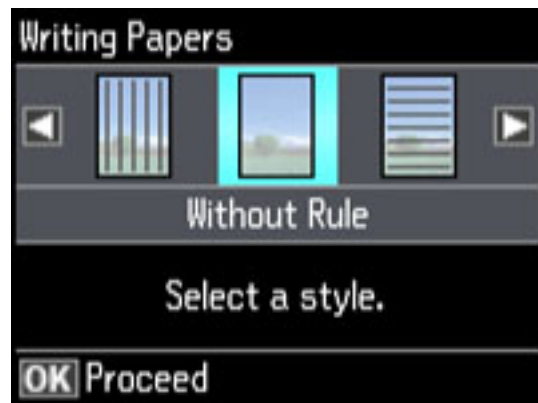 Writing Papers
Without Rule
Select a style.
OK Proceed